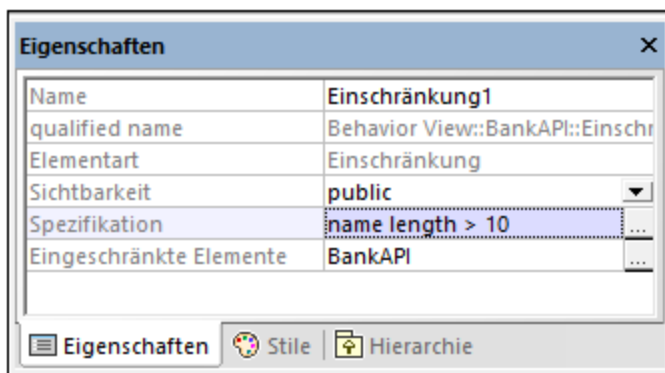 Eigenschaften
Name Einschränkung1
qualified name Behavior View::BankAPI::Einschr
Elementart Einschränkung
Sichtbarkeit public
Spezifikation name length > 10 ...
Eingeschränkte Elemente BankAPI ...
Eigenschaften Stile Hierarchie